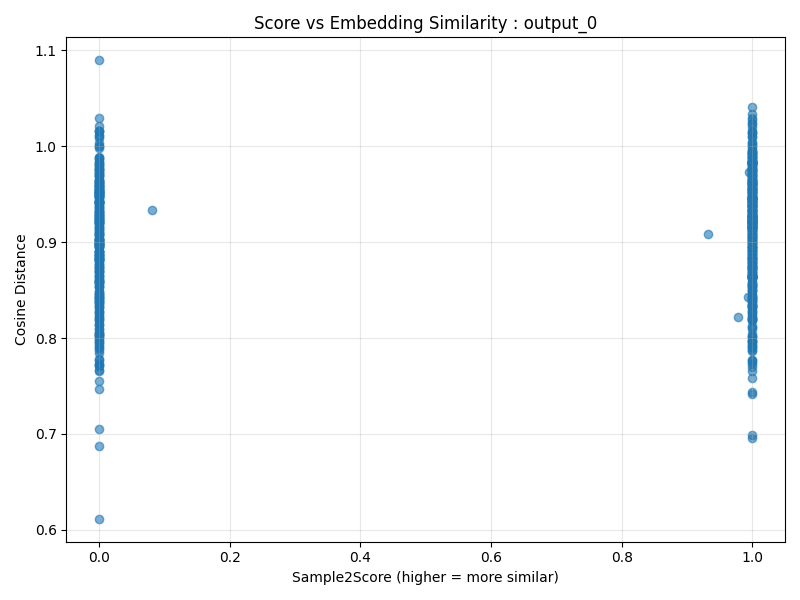 Score vs Embedding Similarity : output_0
1.1
1.0
0.9
0.8
0.7
0.6
Cosine Distance
0.0 0.2 0.4 0.6 0.8 1.0
Sample2Score (higher = more similar)